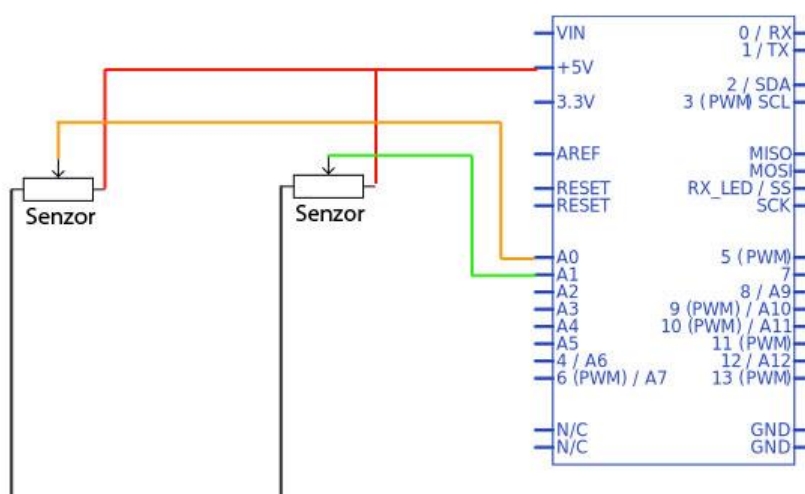 VIN
+5V
3.3V
AREF
RESET
RESET
A0
A1
A2
A3
A4
A5
4 / A6
6 (PWM) / A7
N/C
N/C
0 / RX
1 / TX
2 / SDA
3 (PWM) SCL
MISO
MOSI
RX_LED / SS
SCK
5 (PWM)
7
8 / A9
9 (PWM) / A10
10 (PWM) / A11
11 (PWM)
12 / A12
13 (PWM)
GND
GND
Senzor
Senzor